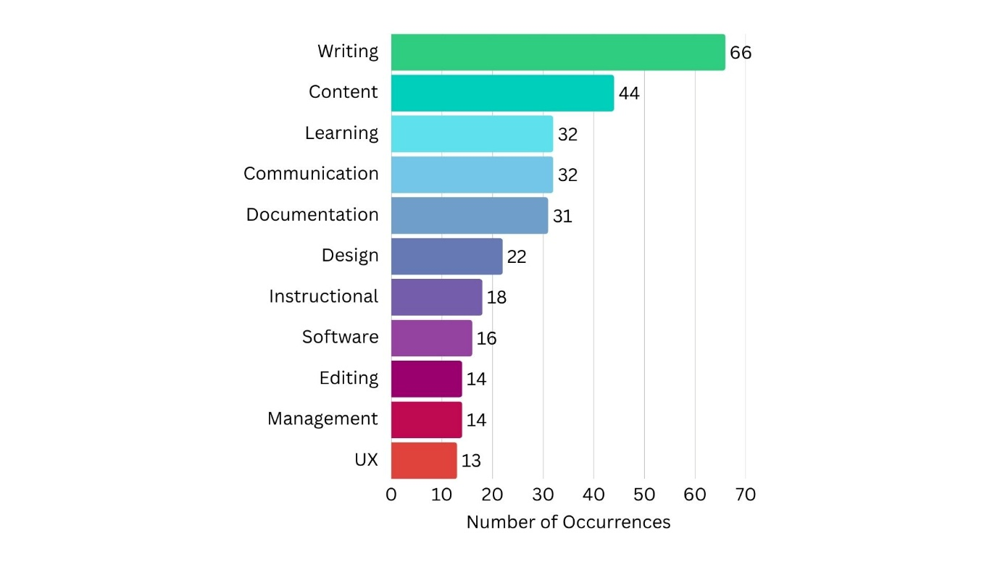 Writing 66
Content 44
Learning 32
Communication 32
Documentation 31
Design 22
Instructional 18
Software 16
Editing 14
Management 14
UX 13
0 10 20 30 40 50 60 70
Number of Occurrences